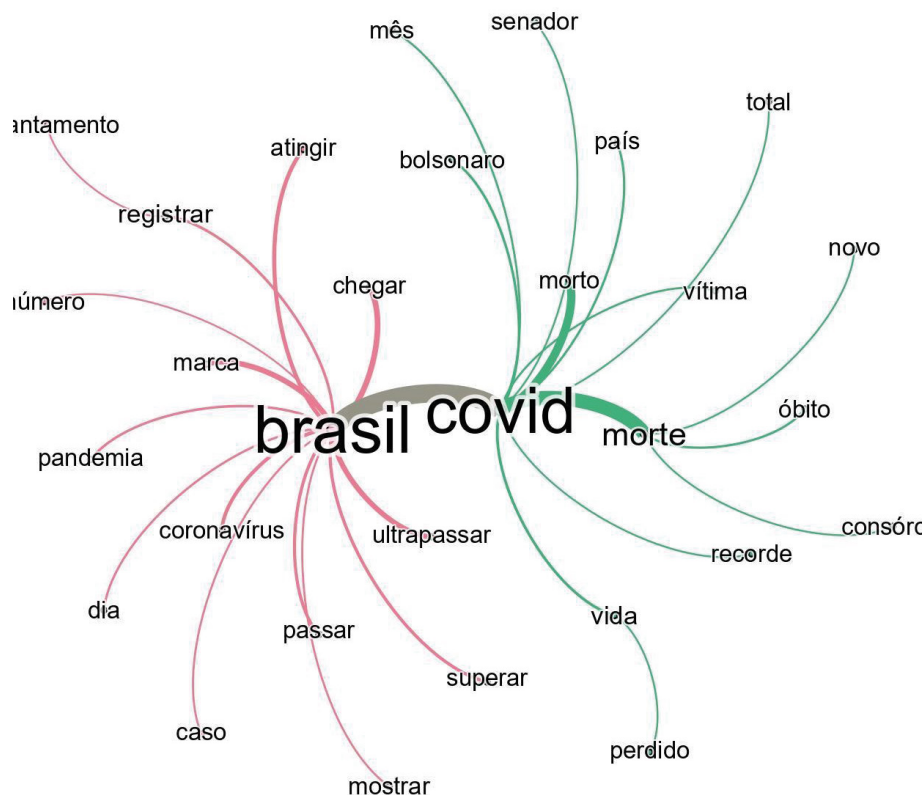 senador
mês
total
antamento
atingir
país
bolsonaro
registrar
novo
morto
chegar
vítima
número
marca
brasil
covid
óbito
morte
pandemia
coronavírus
ultrapassar
consórc
recorde
dia
passar
vida
superar
caso
perdido
mostrar